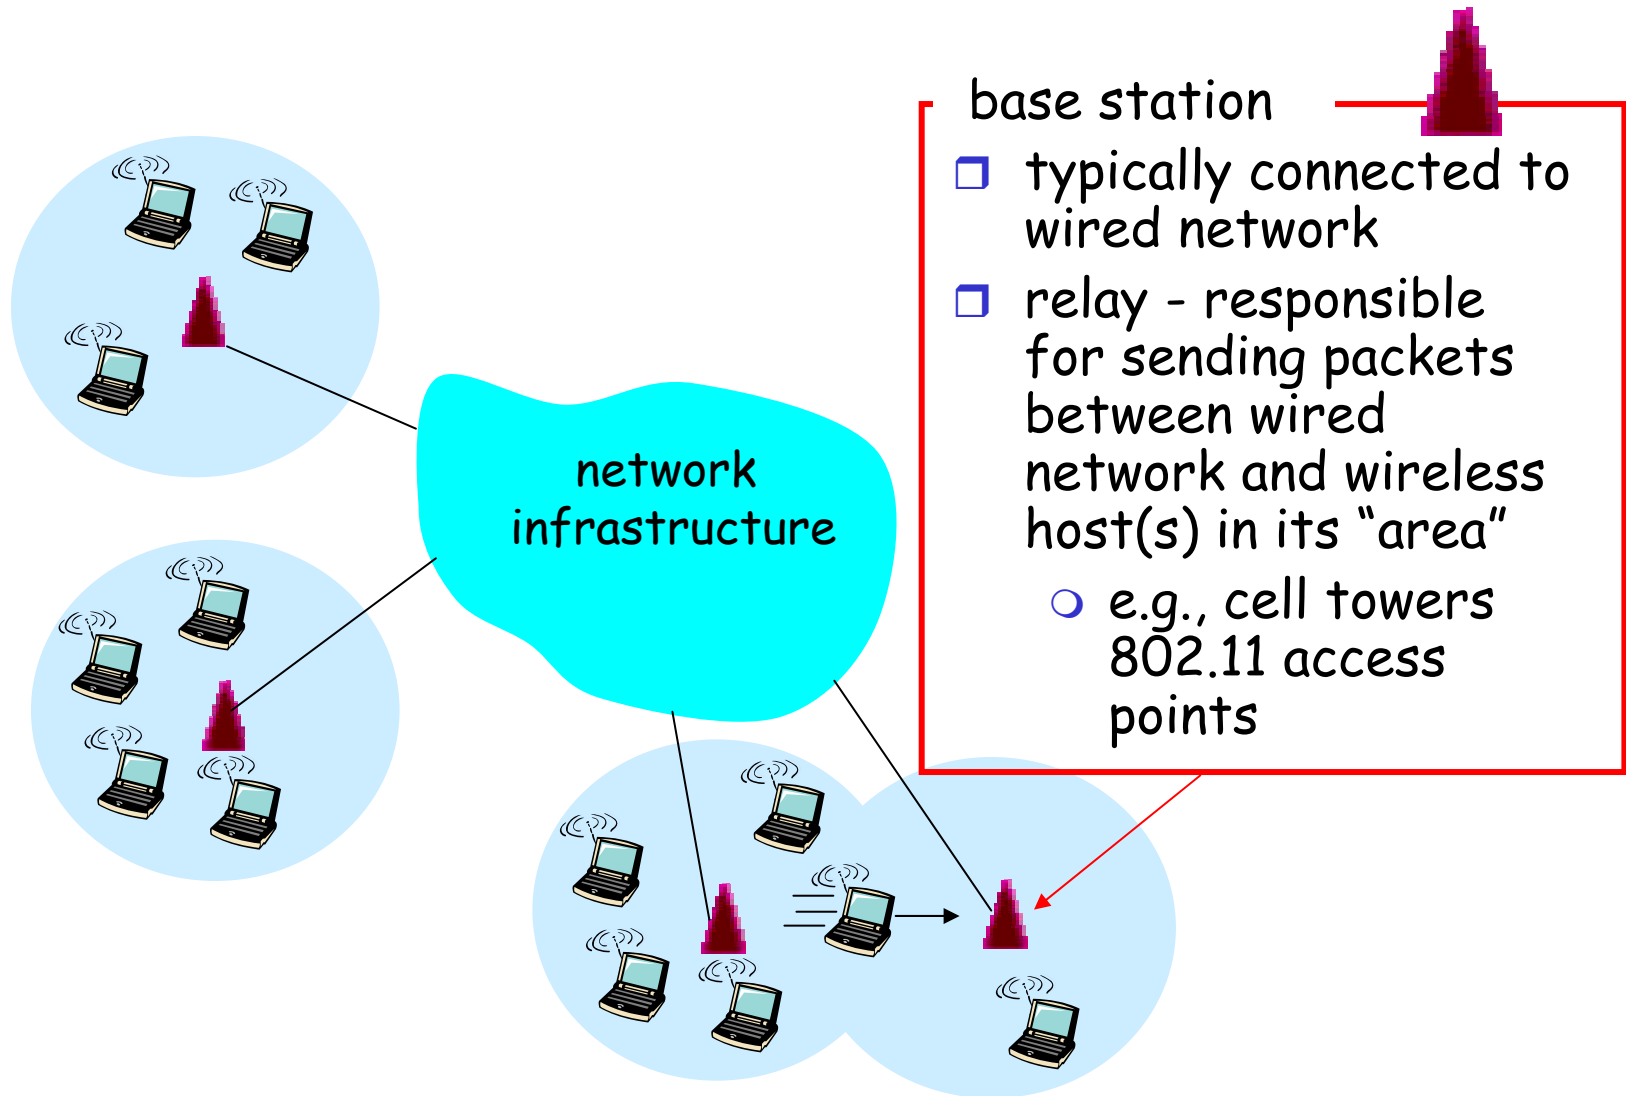 base station
typically connected to
wired network
relay - responsible
for sending packets
between wired
network and wireless
host(s) in its “area”
e.g., cell towers
802.11 access
points
network
infrastructure